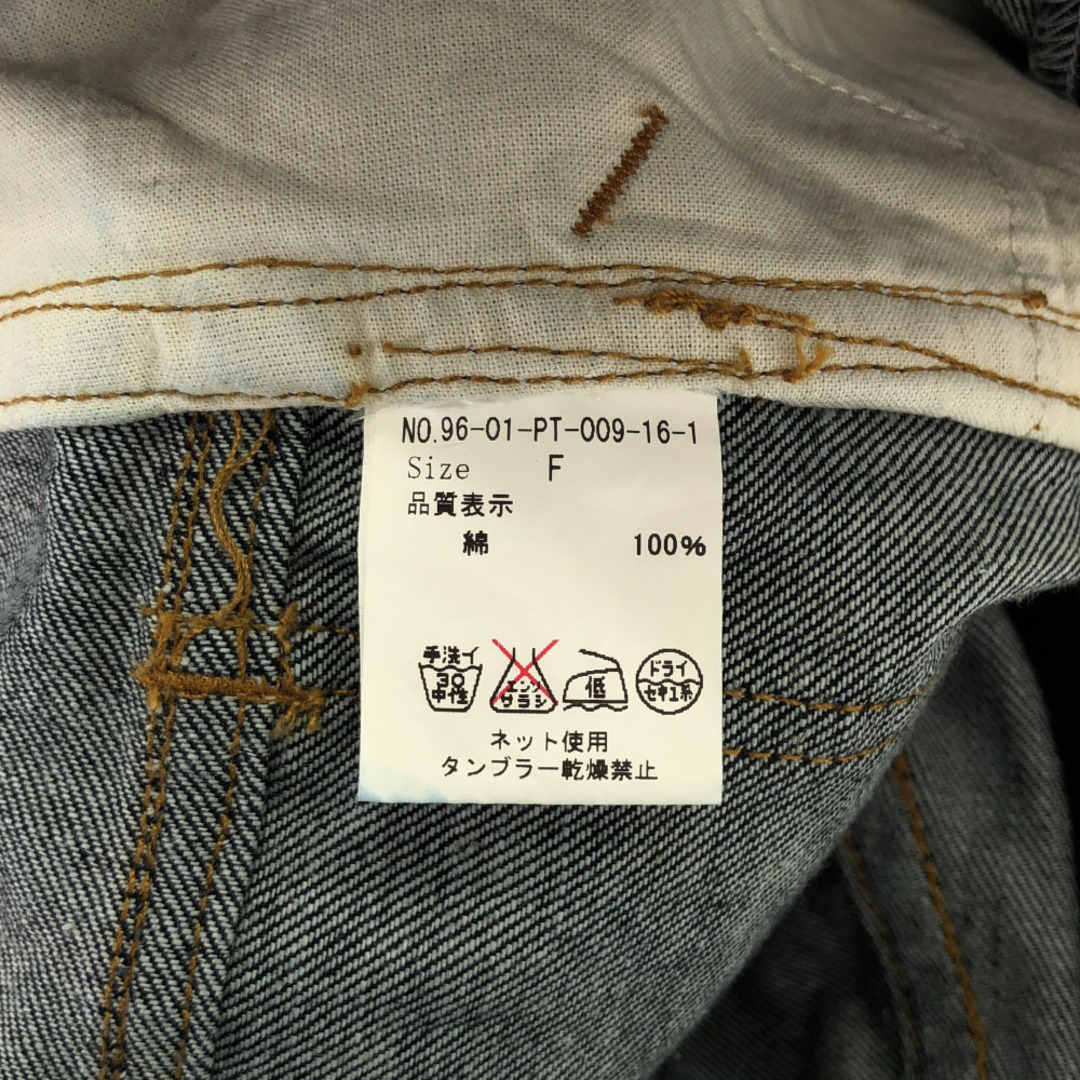 NO.96-01-PT-009-16-1
Size F
品質表示
綿 100%
手洗イ
30
中性
エンソ
サラシ
低
ドライ
セキユ系
ネット使用
タンブラー乾燥禁止